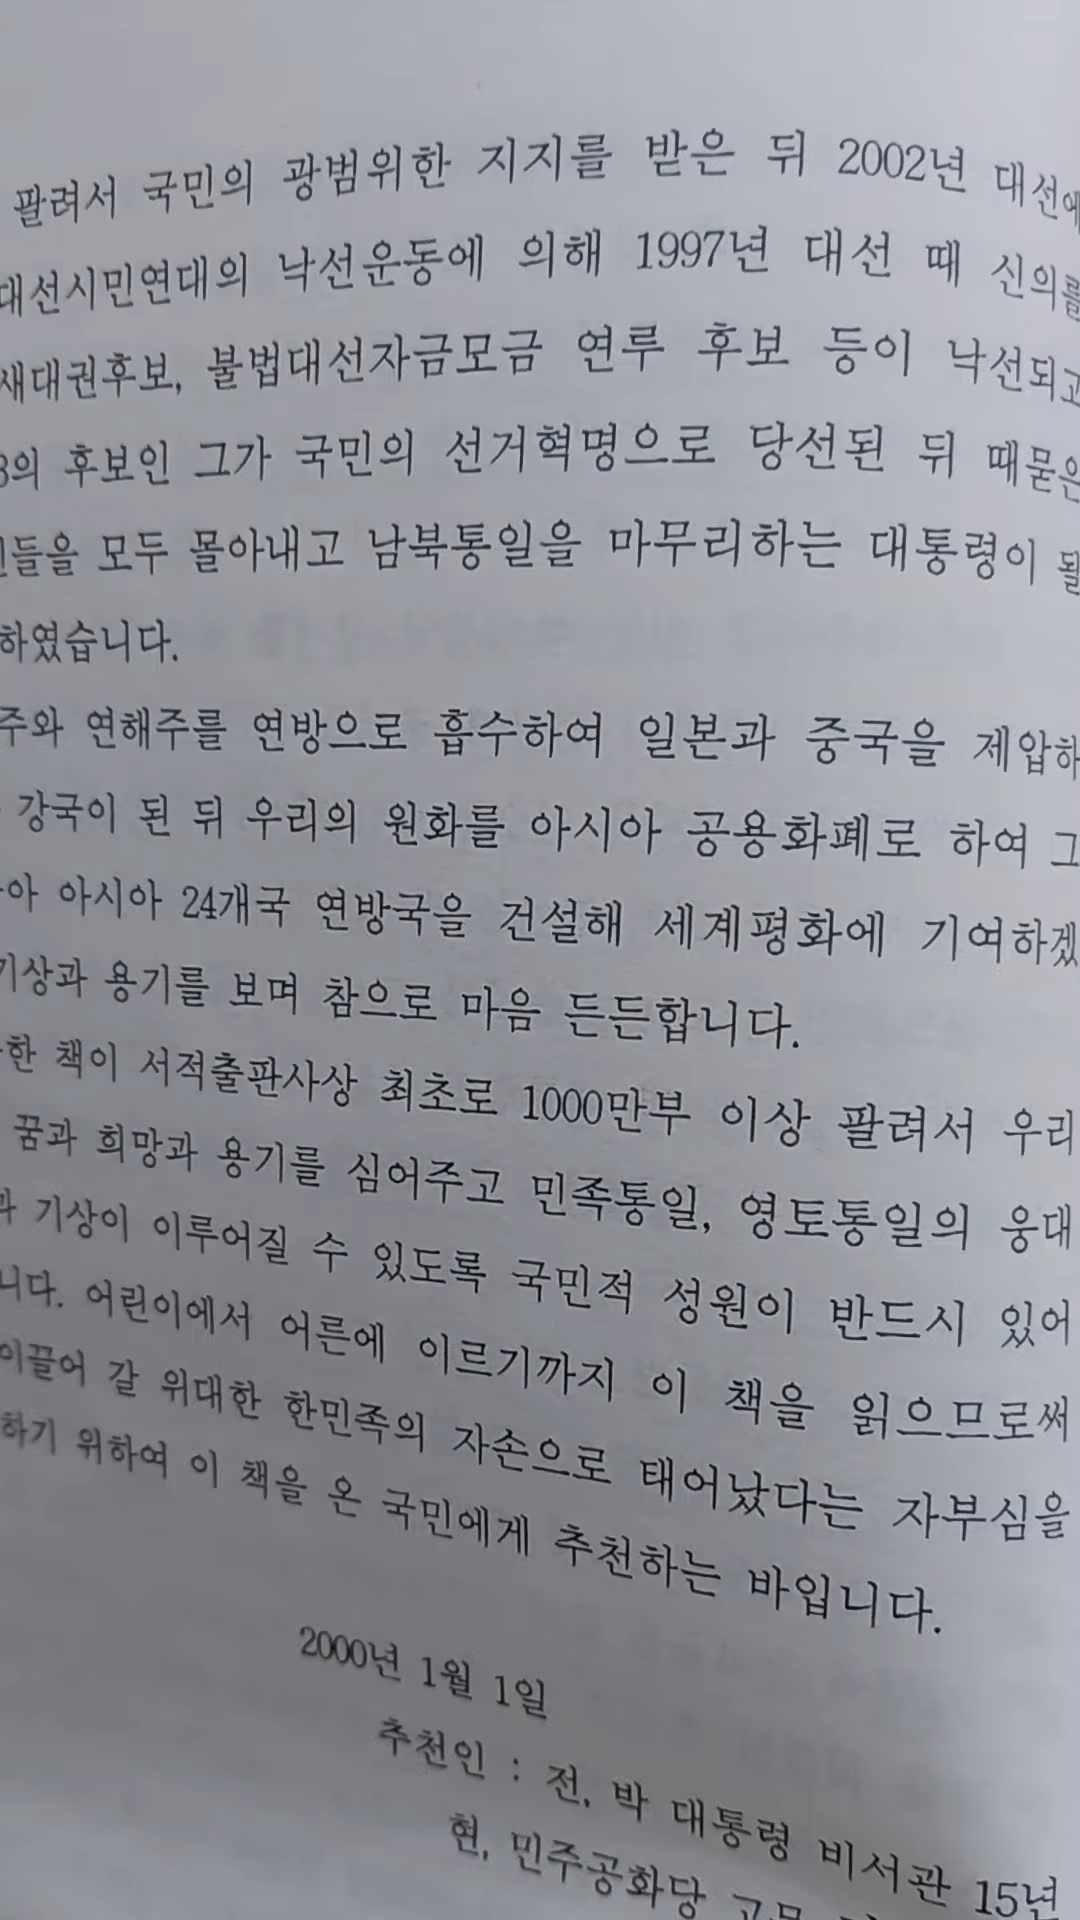 팔려서 국민의 광범위한 지지를 받은 뒤 2002년 대선에
대선시민연대의 낙선운동에 의해 1997년 대선 때 신의를
새대권후보, 불법대선자금모금 연루 후보 등이 낙선되고
3의 후보인 그가 국민의 선거혁명으로 당선된 뒤 때묻은
들을 모두 몰아내고 남북통일을 마무리하는 대통령이 될
하였습니다.
주와 연해주를 연방으로 흡수하여 일본과 중국을 제압하
강국이 된 뒤 우리의 원화를 아시아 공용화폐로 하여 그
아 아시아 24개국 연방국을 건설해 세계평화에 기여하겠
기상과 용기를 보며 참으로 마음 든든합니다.
한 책이 서적출판사상 최초로 1000만부 이상 팔려서 우리
꿈과 희망과 용기를 심어주고 민족통일, 영토통일의 웅대
과 기상이 이루어질 수 있도록 국민적 성원이 반드시 있어
니다. 어린이에서 어른에 이르기까지 이 책을 읽으므로써
이끌어 갈 위대한 한민족의 자손으로 태어났다는 자부심을
하기 위하여 이 책을 온 국민에게 추천하는 바입니다.
2000년 1월 1일
추천인 : 전, 박 대통령 비서관 15년
현, 민주공화당